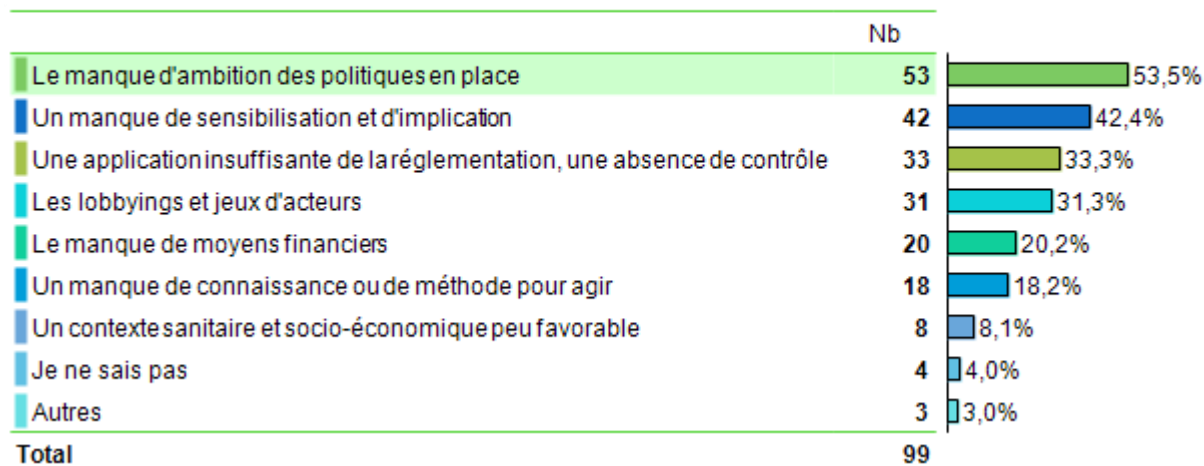 Nb
Le manque d'ambition des politiques en place 53 53,5%
Un manque de sensibilisation et d'implication 42 42,4%
Une application insuffisante de la réglementation, une absence de contrôle 33 33,3%
Les lobbyings et jeux d'acteurs 31 31,3%
Le manque de moyens financiers 20 20,2%
Un manque de connaissance ou de méthode pour agir 18 18,2%
Un contexte sanitaire et socio-économique peu favorable 8 8,1%
Je ne sais pas 4 4,0%
Autres 3 3,0%
Total 99